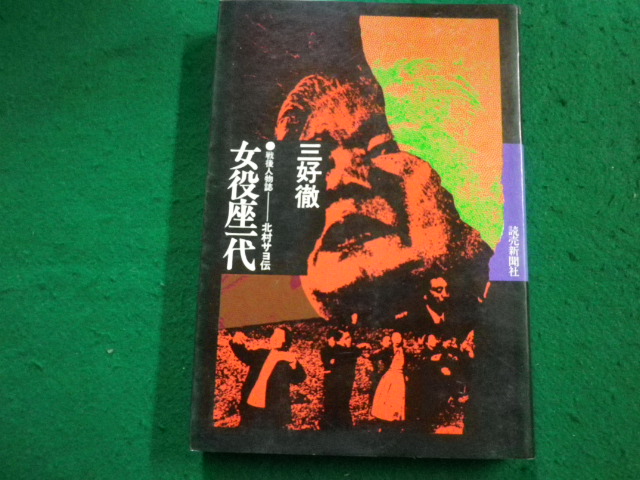 三好徹
●戦後人物誌――北村サヨ伝
女役座一代
読売新聞社